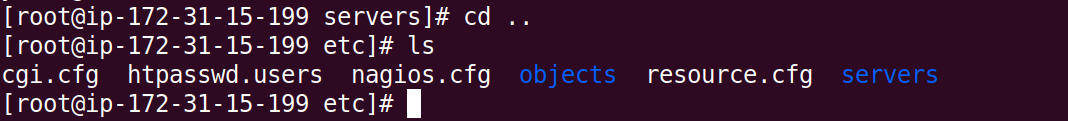 [root@ip-172-31-15-199 servers]# cd ..
[root@ip-172-31-15-199 etc]# ls
cgi.cfg  htpasswd.users  nagios.cfg  objects  resource.cfg  servers
[root@ip-172-31-15-199 etc]#